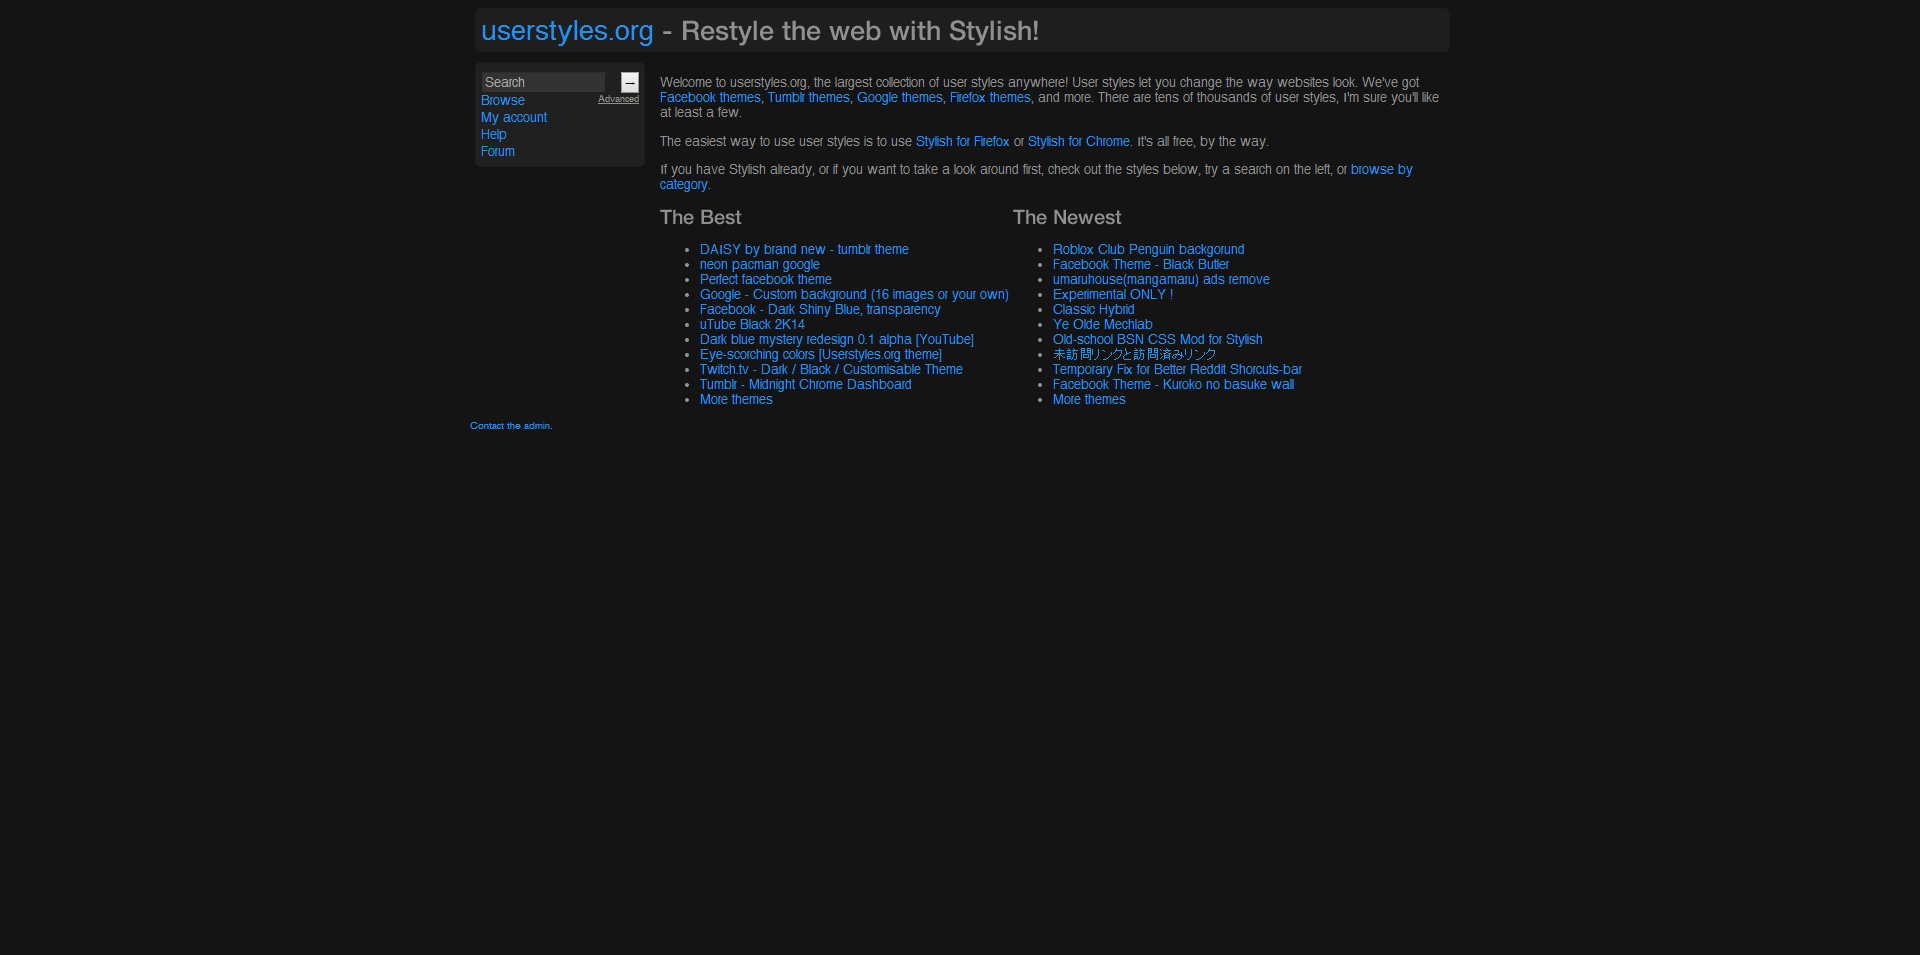 userstyles.org - Restyle the web with Stylish!
Search →
Advanced
Browse
My account
Help
Forum
Welcome to userstyles.org, the largest collection of user styles anywhere! User styles let you change the way websites look. We've got
Facebook themes, Tumblr themes, Google themes, Firefox themes, and more. There are tens of thousands of user styles, I'm sure you'll like
at least a few.
The easiest way to use user styles is to use Stylish for Firefox or Stylish for Chrome. It's all free, by the way.
If you have Stylish already, or if you want to take a look around first, check out the styles below, try a search on the left, or browse by
category.
The Best
DAISY by brand new - tumblr theme
neon pacman google
Perfect facebook theme
Google - Custom background (16 images or your own)
Facebook - Dark Shiny Blue, transparency
uTube Black 2K14
Dark blue mystery redesign 0.1 alpha [YouTube]
Eye-scorching colors [Userstyles.org theme]
Twitch.tv - Dark / Black / Customisable Theme
Tumblr - Midnight Chrome Dashboard
More themes
The Newest
Roblox Club Penguin backgorund
Facebook Theme - Black Butler
umaruhouse(mangamaru) ads remove
Experimental ONLY !
Classic Hybrid
Ye Olde Mechlab
Old-school BSN CSS Mod for Stylish
未訪問リンクと訪問済みリンク
Temporary Fix for Better Reddit Shorcuts-bar
Facebook Theme - Kuroko no basuke wall
More themes
Contact the admin.